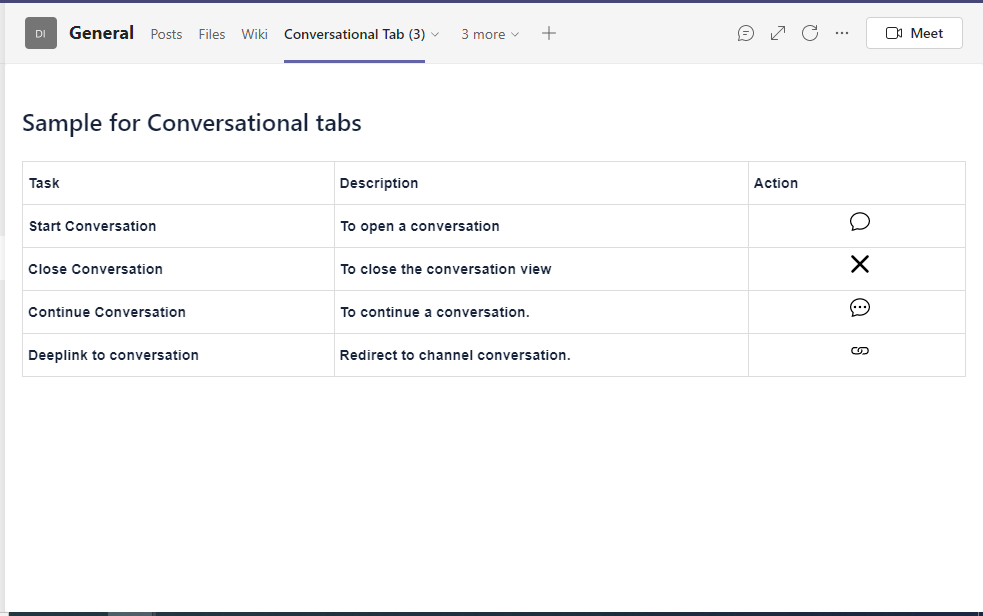 DI General Posts Files Wiki Conversational Tab (3) 3 more Meet
Sample for Conversational tabs
Task Description Action
Start Conversation To open a conversation
Close Conversation To close the conversation view
Continue Conversation To continue a conversation.
Deeplink to conversation Redirect to channel conversation.